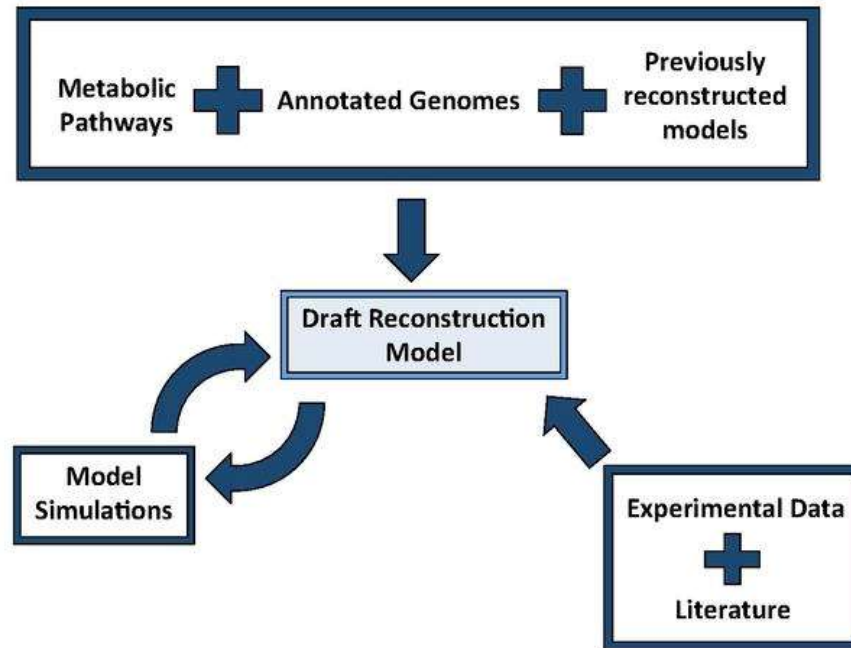 Metabolic
Pathways
Annotated Genomes
Previously
reconstructed
models
Draft Reconstruction
Model
Model
Simulations
Experimental Data
Literature